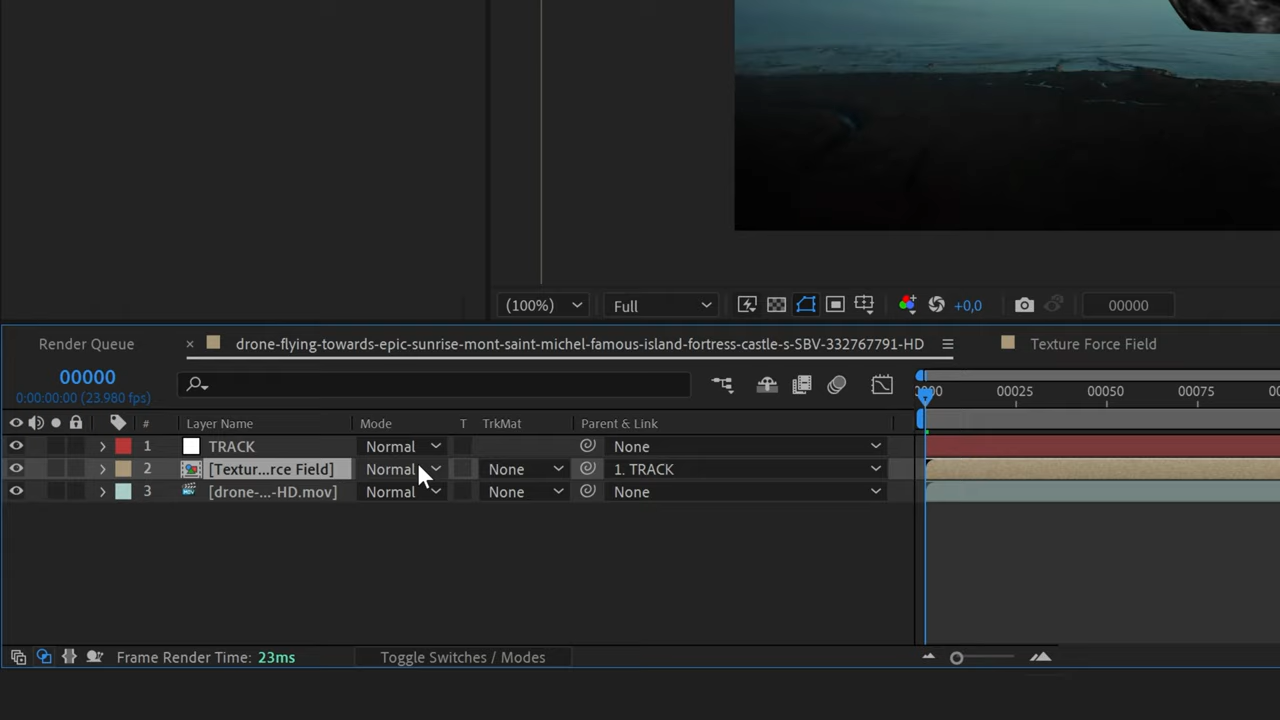 (100%) Full +0,0 00000
Render Queue × drone-flying-towards-epic-sunrise-mont-saint-michel-famous-island-fortress-castle-s-SBV-332767791-HD Texture Force Field
00000
0:00:00:00 (23.980 fps)
0000 00025 00050 00075
# Layer Name Mode T TrkMat Parent & Link
1 TRACK Normal None
2 [Textur...rce Field] Normal None 1. TRACK
3 [drone-...-HD.mov] Normal None None
Frame Render Time: 23ms Toggle Switches / Modes